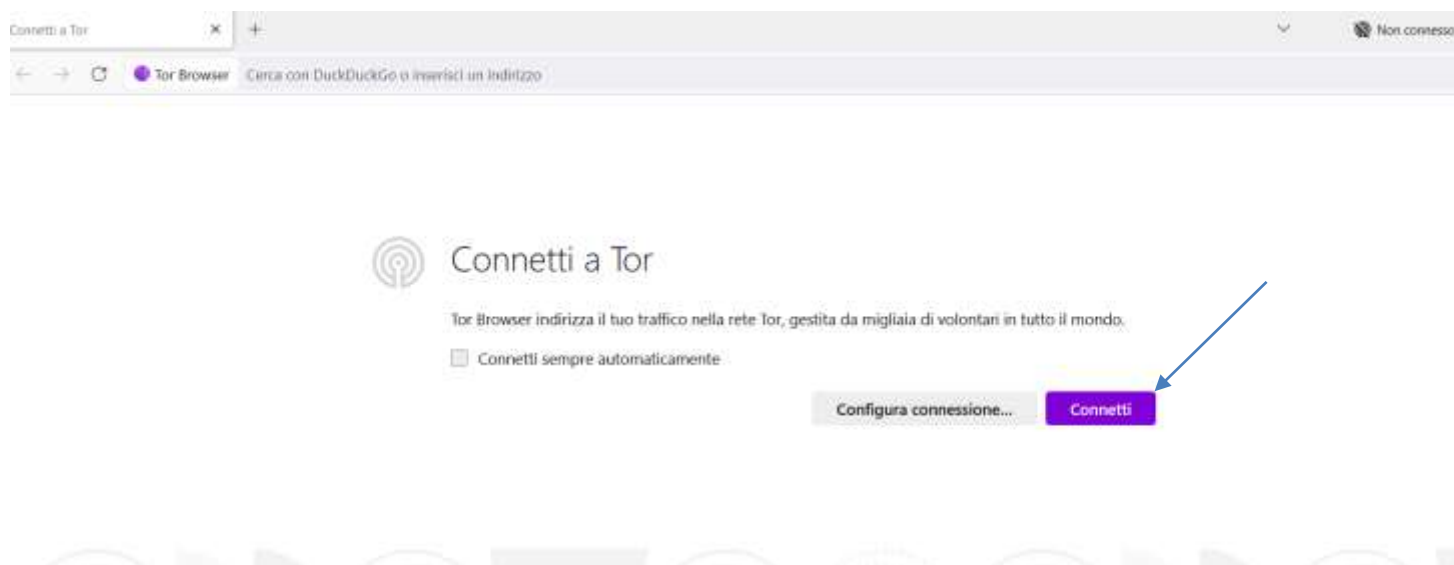 Connetti a Tor
Non connesso
Tor Browser Cerca con DuckDuckGo o inserisci un indirizzo
Connetti a Tor
Tor Browser indirizza il tuo traffico nella rete Tor, gestita da migliaia di volontari in tutto il mondo.
Connetti sempre automaticamente
Configura connessione... Connetti